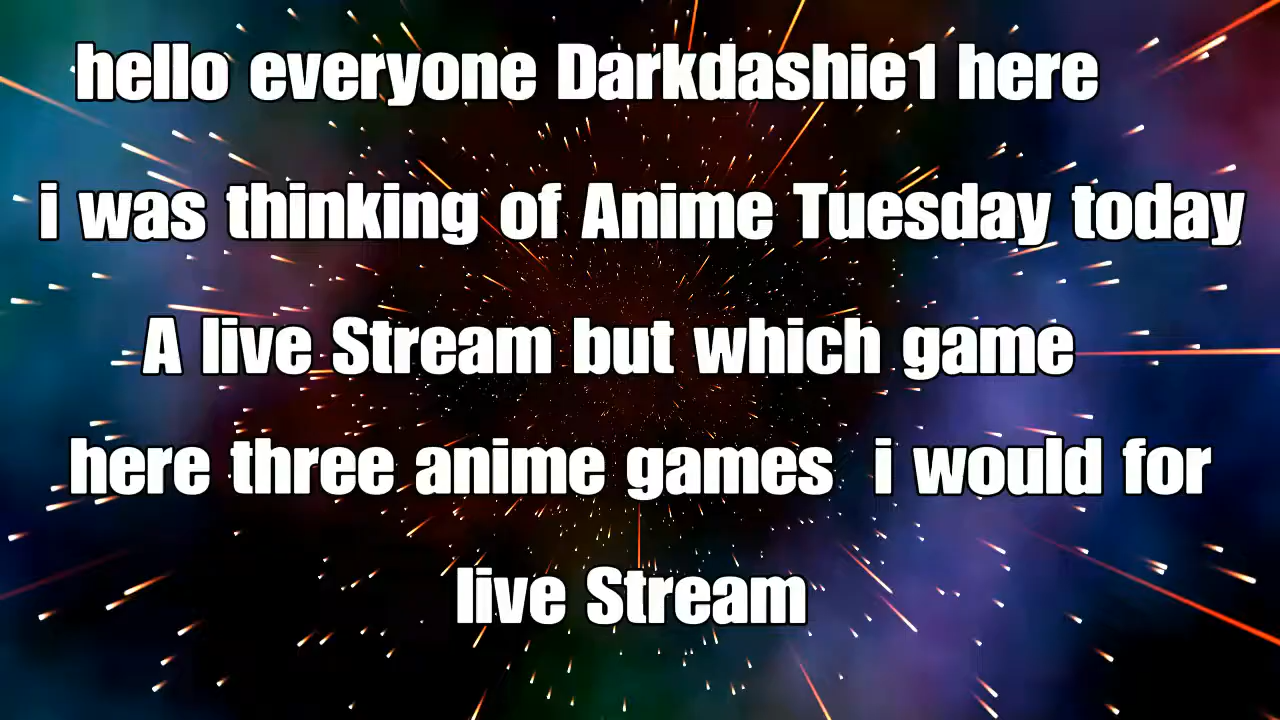 hello everyone Darkdashie1 here
i was thinking of Anime Tuesday today
A live Stream but which game
here three anime games i would for
live Stream